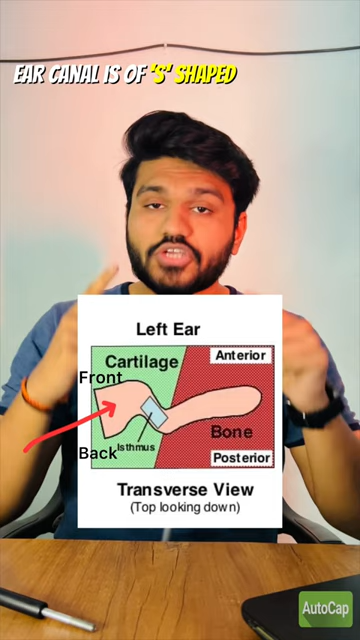 EAR CANAL IS OF 'S' SHAPED
Left Ear
Cartilage
Anterior
Front
Isthmus
Bone
Back
Posterior
Transverse View
(Top looking down)
AutoCap